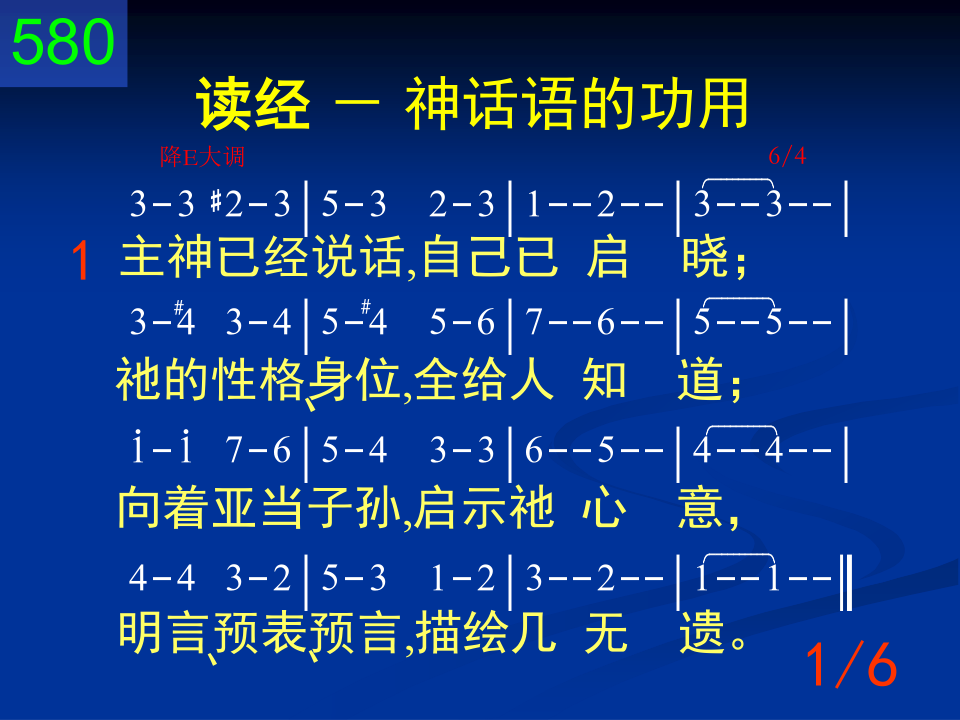 580
读经 － 神话语的功用
降E大调 6/4
3-3 #2-3|5-3 2-3|1--2--|3--3--|
1 主神已经说话,自己已 启 晓;
3-#4 3-4|5-#4 5-6|7--6--|5--5--|
祂的性格、身位,全给人 知 道;
i-i 7-6|5-4 3-3|6--5--|4--4--|
向着亚当子孙,启示祂 心 意,
4-4 3-2|5-3 1-2|3--2--|1--1--‖
明言、预表、预言,描绘几 无 遗。
1/6